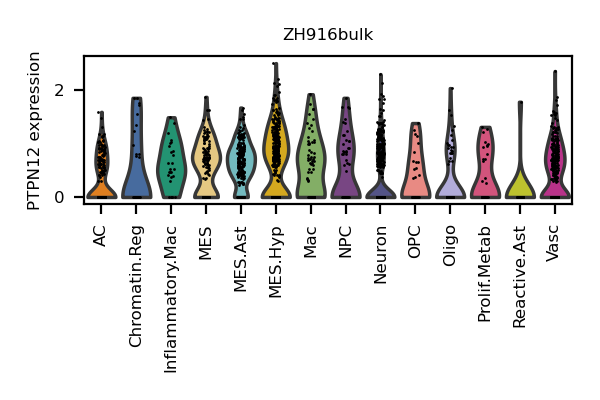 ZH916bulk
PTPN12 expression
2
0
AC
Chromatin.Reg
Inflammatory.Mac
MES
MES.Ast
MES.Hyp
Mac
NPC
Neuron
OPC
Oligo
Prolif.Metab
Reactive.Ast
Vasc